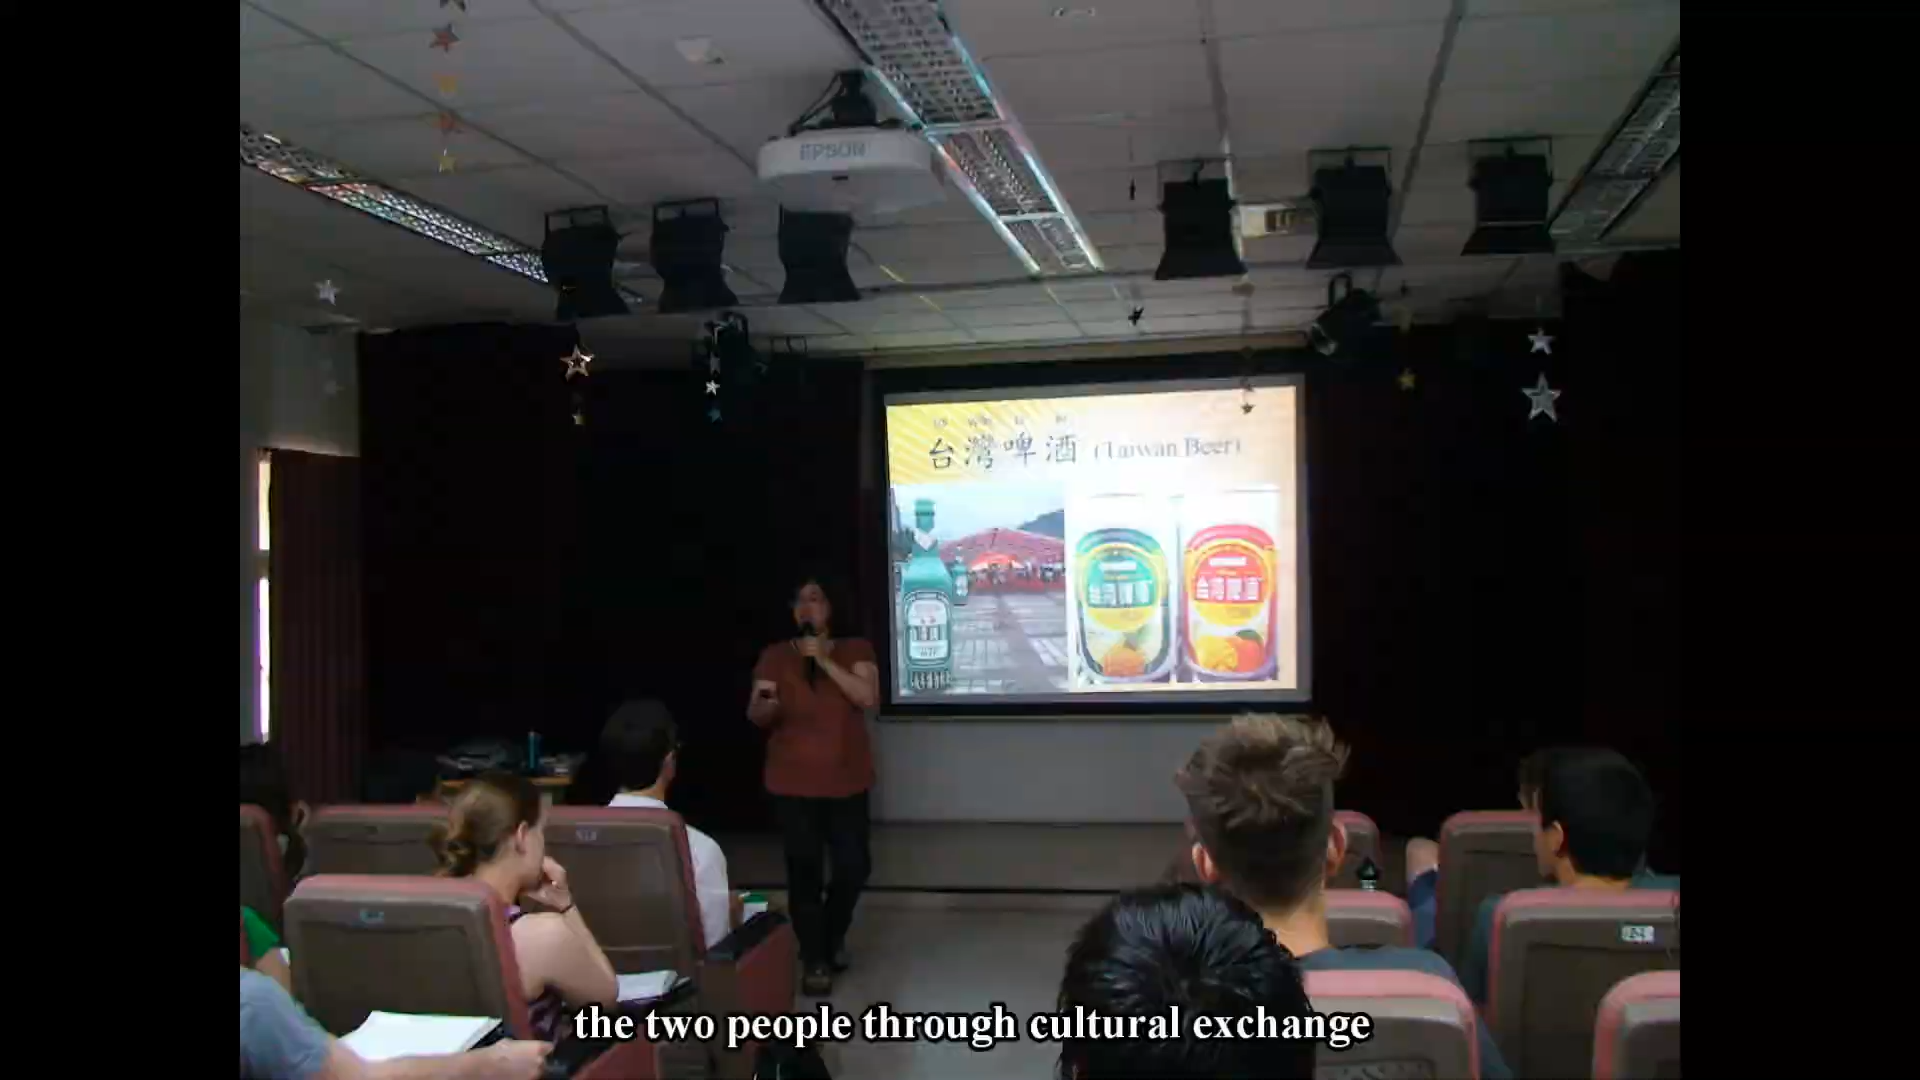 EPSON
台灣啤酒 (Taiwan Beer)
台灣啤酒
台灣啤酒
the two people through cultural exchange